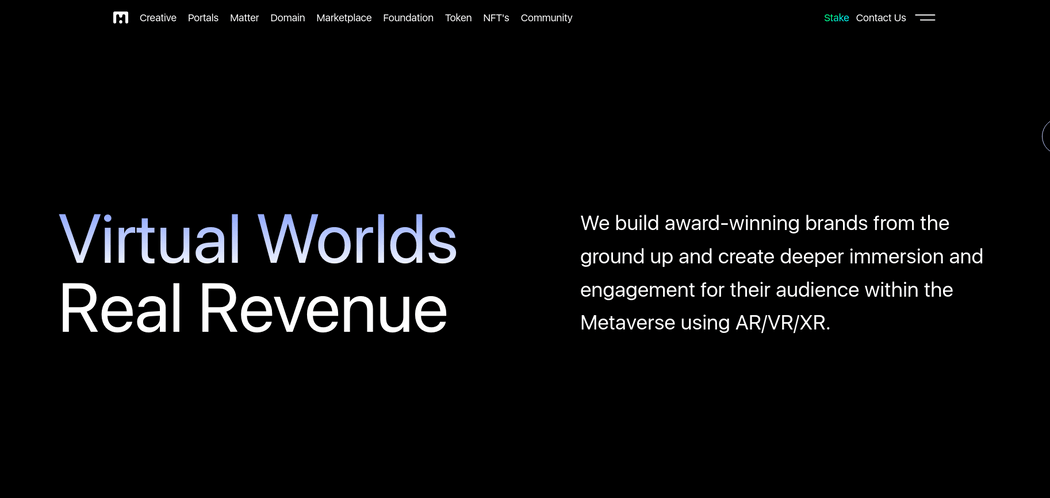 Creative Portals Matter Domain Marketplace Foundation Token NFT's Community Stake Contact Us
Virtual Worlds
Real Revenue
We build award-winning brands from the
ground up and create deeper immersion and
engagement for their audience within the
Metaverse using AR/VR/XR.